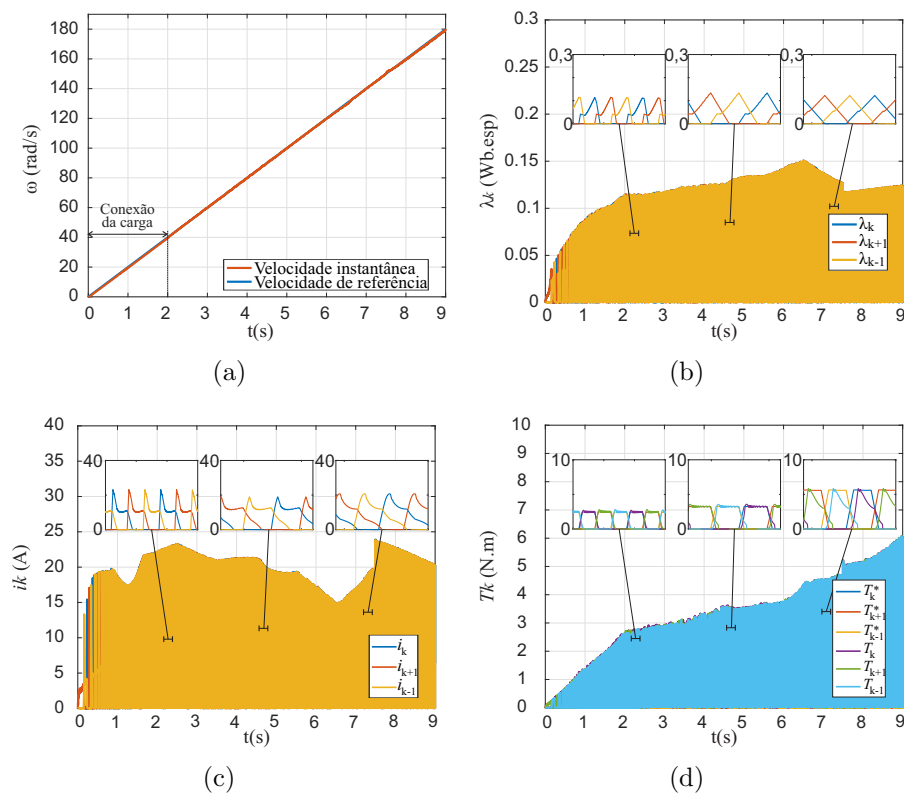 180
160
140
120
100
80
60
40
20
0
ω (rad/s)
Conexão
da carga
Velocidade instantânea
Velocidade de referência
0 1 2 3 4 5 6 7 8 9
t(s)
(a)
0.3
0.25
0.2
0.15
0.1
0.05
0
λk (Wb.esp)
0,3 0,3 0,3
0 0 0
λk
λk+1
λk-1
0 1 2 3 4 5 6 7 8 9
t(s)
(b)
40
35
30
25
20
15
10
5
0
ik (A)
40 40 40
0 0 0
ik
ik+1
ik-1
0 1 2 3 4 5 6 7 8 9
t(s)
(c)
10
9
8
7
6
5
4
3
2
1
0
Tk (N.m)
10 10 10
0 0 0
T*k
T*k+1
T*k-1
Tk
Tk+1
Tk-1
0 1 2 3 4 5 6 7 8 9
t(s)
(d)